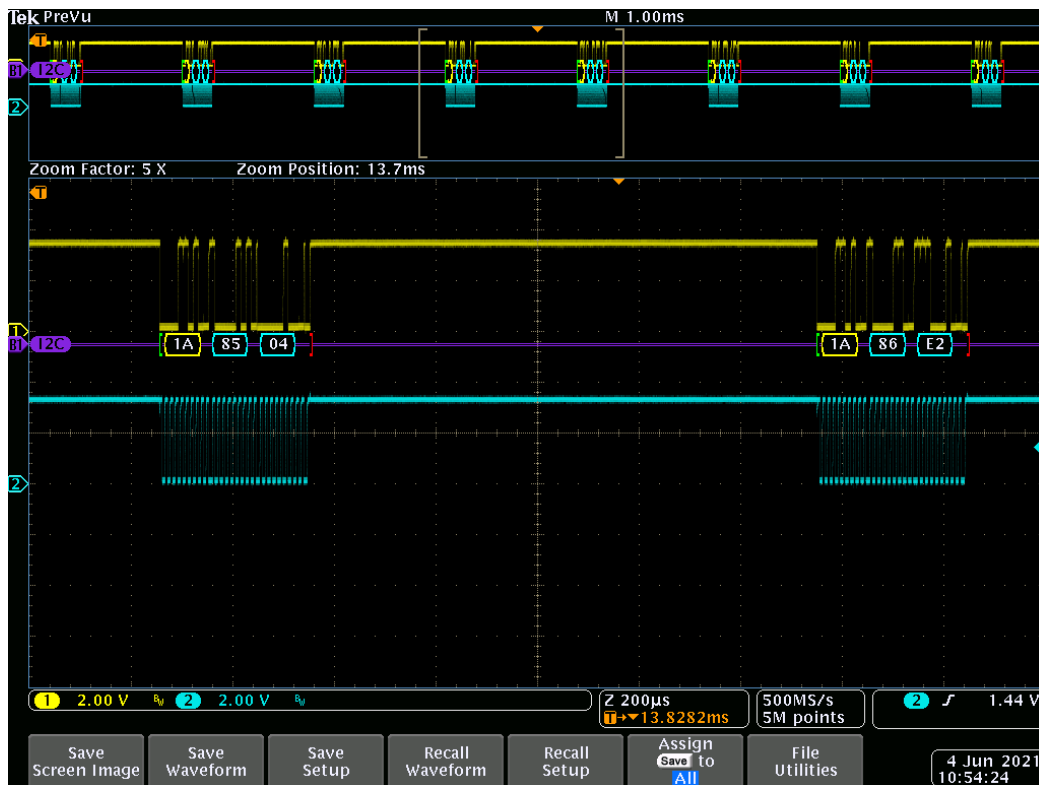 Tek PreVu M 1.00ms
T
B1 I2C
2
Zoom Factor: 5 X Zoom Position: 13.7ms
T
1
B1 I2C 1A 85 04 1A 86 E2
2
1 2.00 V BW 2 2.00 V BW
Z 200µs
T→▼13.8282ms
500MS/s
5M points
2 1.44 V
Save
Screen Image
Save
Waveform
Save
Setup
Recall
Waveform
Recall
Setup
Assign
Save to
All
File
Utilities
4 Jun 2021
10:54:24